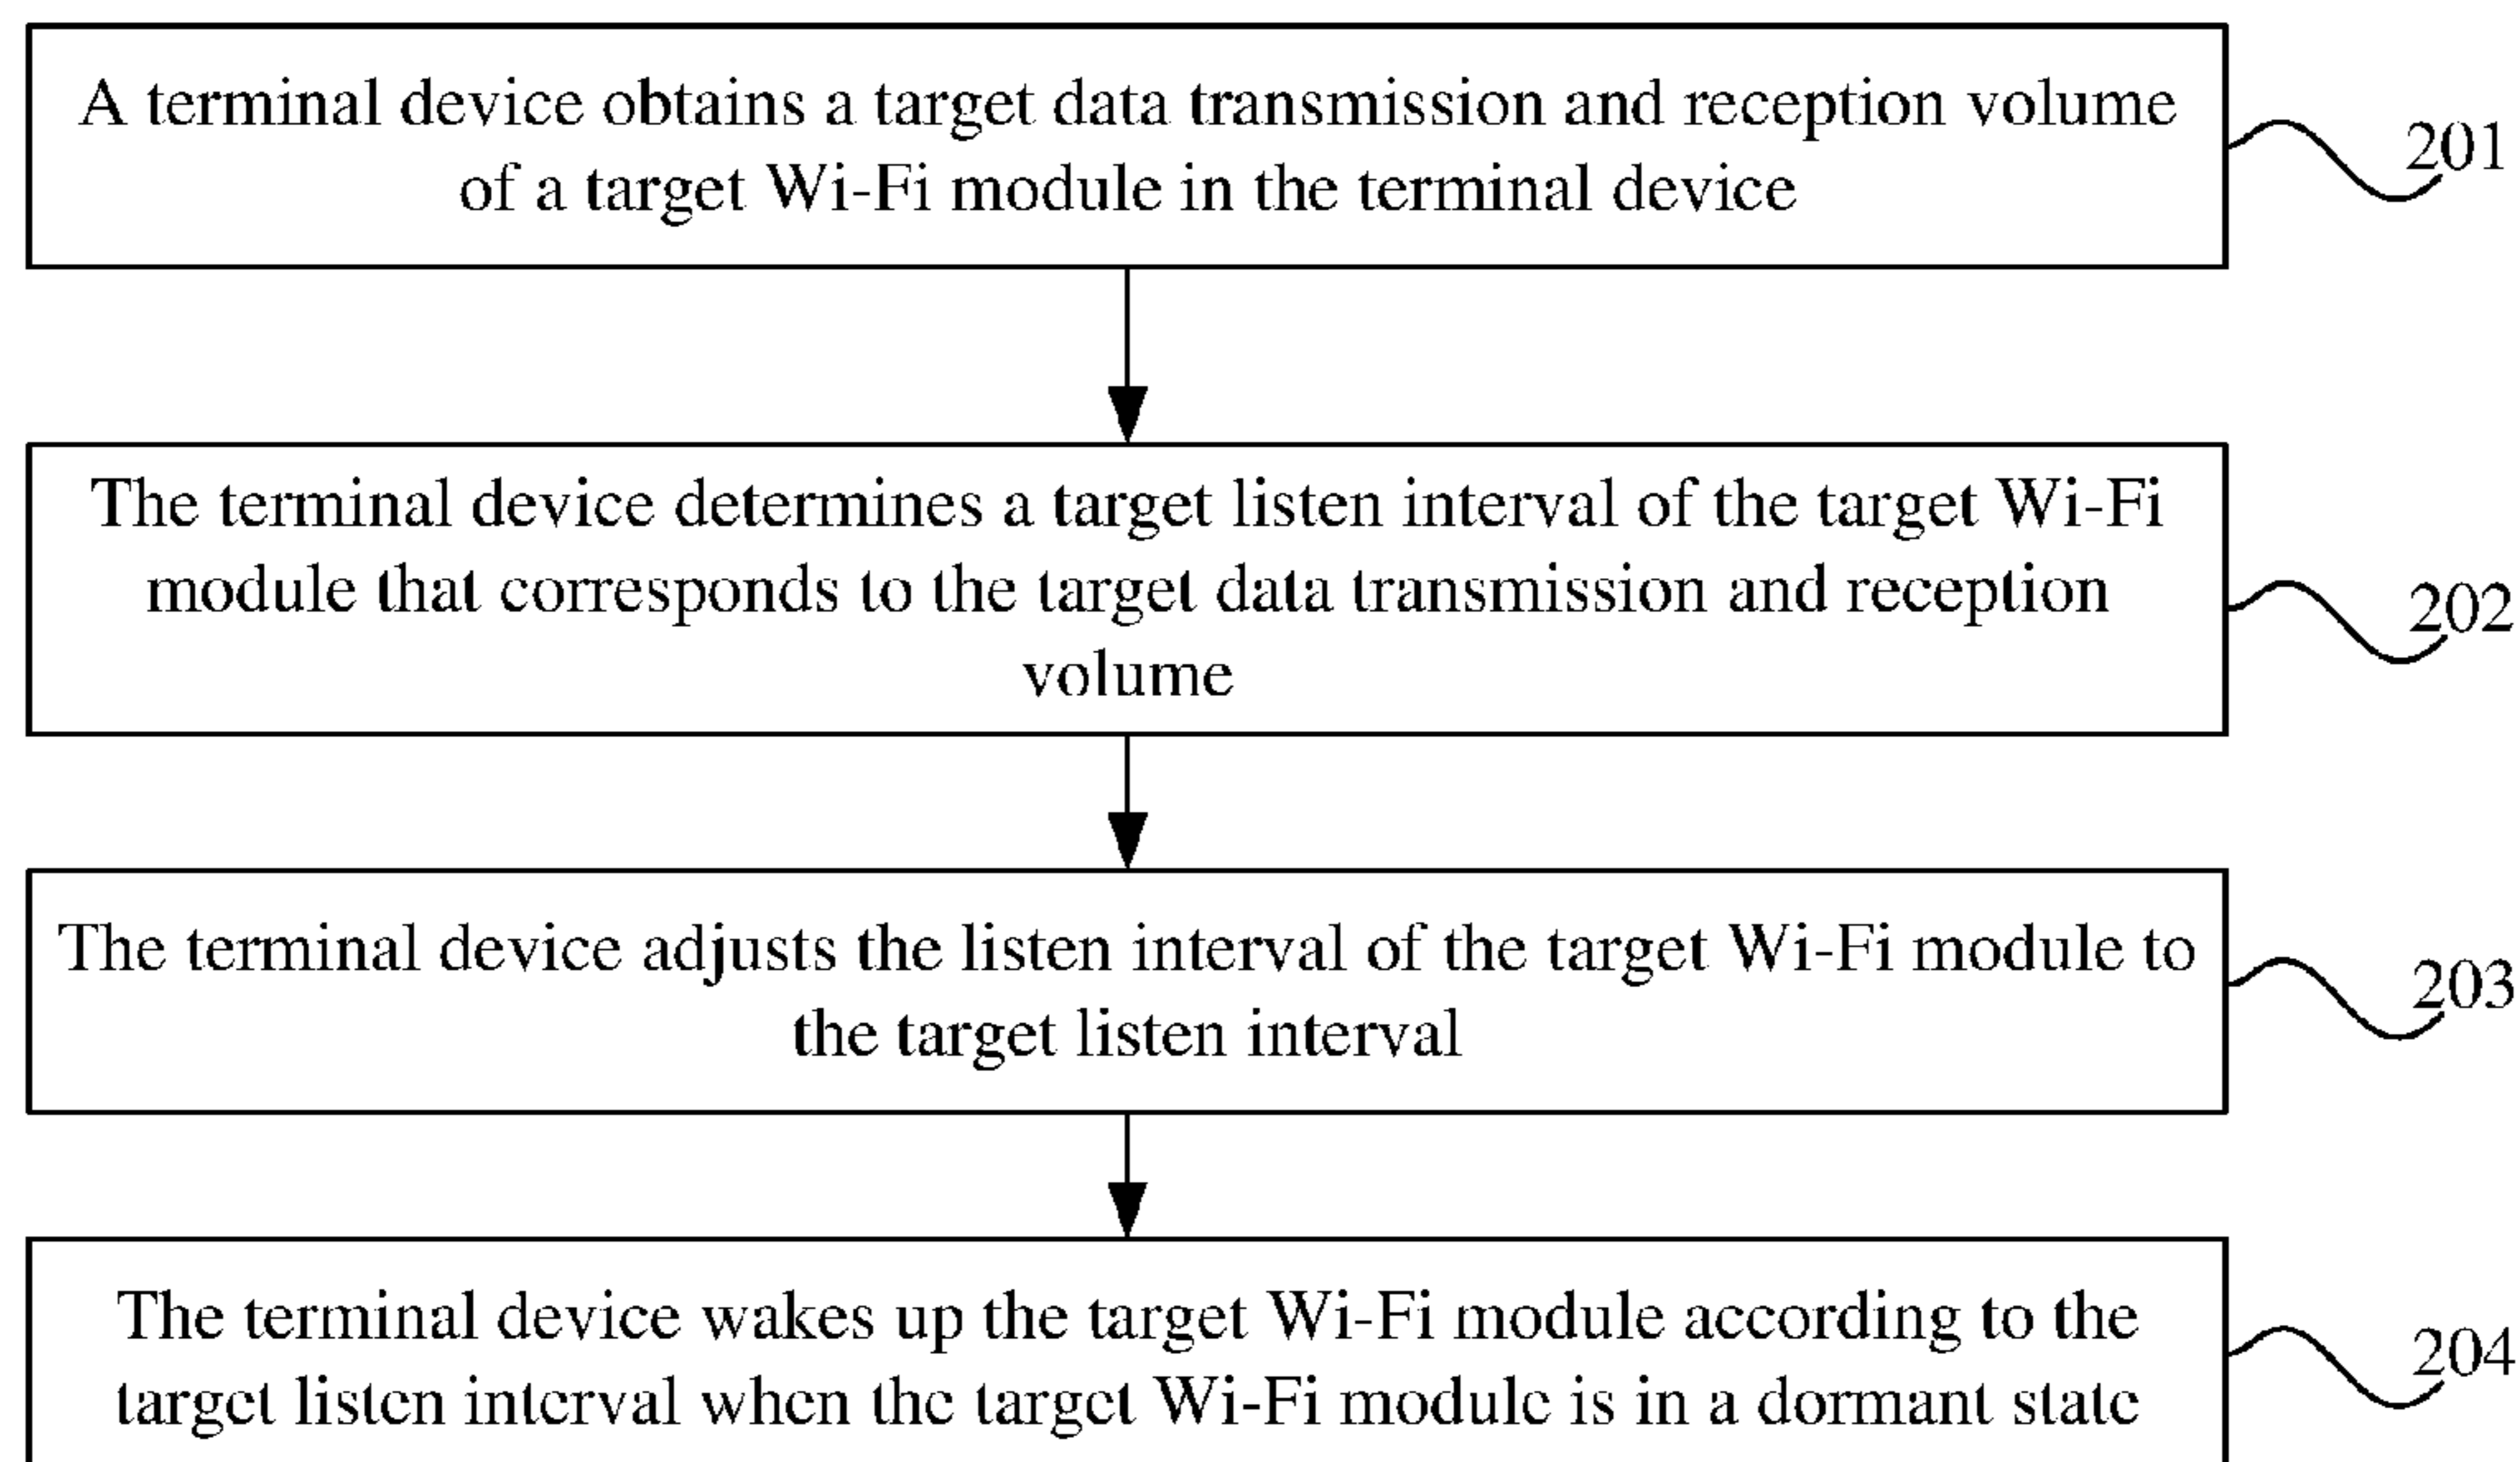 A terminal device obtains a target data transmission and reception volume
of a target Wi-Fi module in the terminal device
201
The terminal device determines a target listen interval of the target Wi-Fi
module that corresponds to the target data transmission and reception
volume
202
The terminal device adjusts the listen interval of the target Wi-Fi module to
the target listen interval
203
The terminal device wakes up the target Wi-Fi module according to the
target listen interval when the target Wi-Fi module is in a dormant state
204